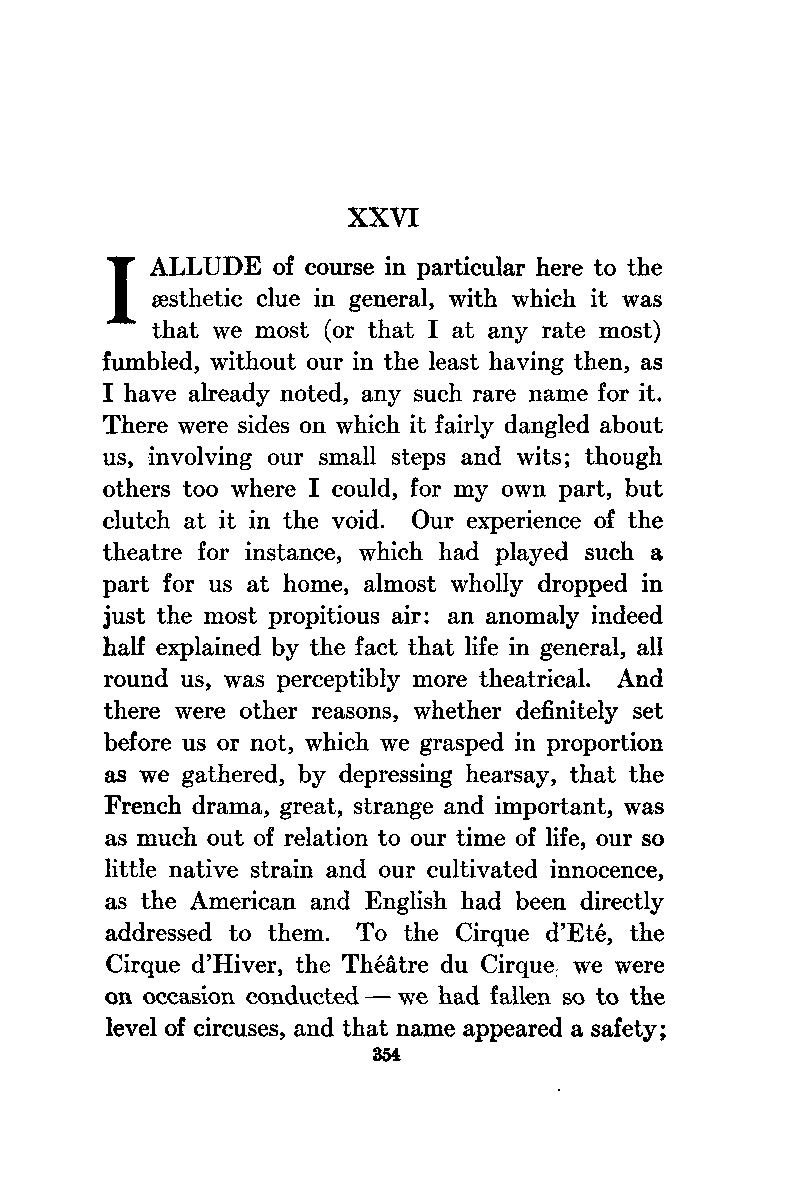 XXVI
I ALLUDE of course in particular here to the
æsthetic clue in general, with which it was
that we most (or that I at any rate most)
fumbled, without our in the least having then, as
I have already noted, any such rare name for it.
There were sides on which it fairly dangled about
us, involving our small steps and wits; though
others too where I could, for my own part, but
clutch at it in the void. Our experience of the
theatre for instance, which had played such a
part for us at home, almost wholly dropped in
just the most propitious air: an anomaly indeed
half explained by the fact that life in general, all
round us, was perceptibly more theatrical. And
there were other reasons, whether definitely set
before us or not, which we grasped in proportion
as we gathered, by depressing hearsay, that the
French drama, great, strange and important, was
as much out of relation to our time of life, our so
little native strain and our cultivated innocence,
as the American and English had been directly
addressed to them. To the Cirque d'Eté, the
Cirque d'Hiver, the Théâtre du Cirque, we were
on occasion conducted — we had fallen so to the
level of circuses, and that name appeared a safety;
354